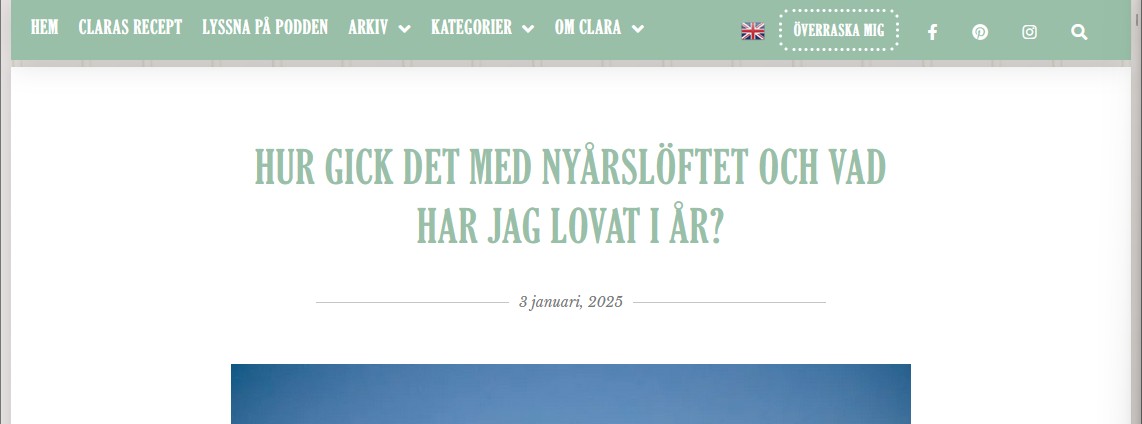 HEM CLARAS RECEPT LYSSNA PÅ PODDEN ARKIV KATEGORIER OM CLARA ÖVERRASKA MIG
HUR GICK DET MED NYÅRSLÖFTET OCH VAD
HAR JAG LOVAT I ÅR?
3 januari, 2025